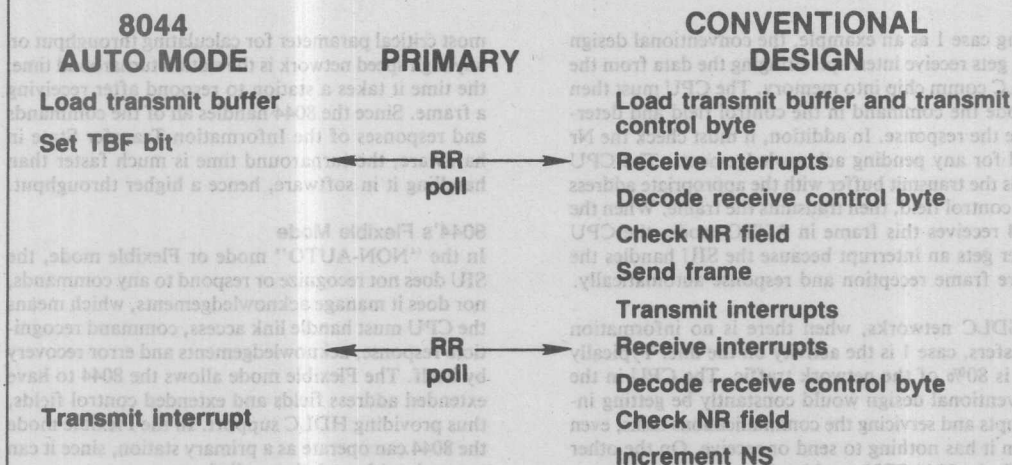 8044
AUTO MODE
PRIMARY
CONVENTIONAL
DESIGN
Load transmit buffer
Load transmit buffer and transmit
control byte
Set TBF bit
RR
poll
Receive interrupts
Decode receive control byte
Check NR field
Send frame
Transmit interrupts
RR
poll
Receive interrupts
Decode receive control byte
Transmit interrupt
Check NR field
Increment NS